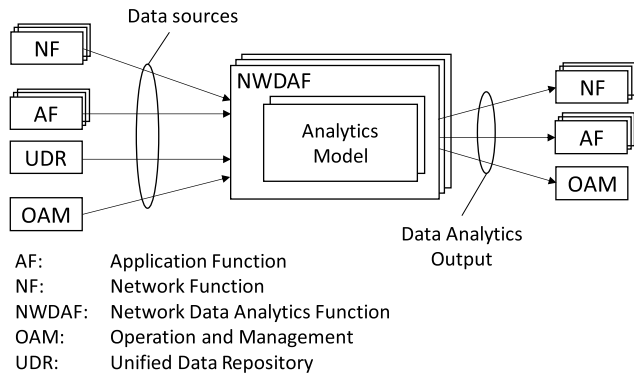 Data sources
NF
AF
UDR
OAM
NWDAF
Analytics
Model
NF
AF
OAM
Data Analytics
Output
AF: Application Function
NF: Network Function
NWDAF: Network Data Analytics Function
OAM: Operation and Management
UDR: Unified Data Repository